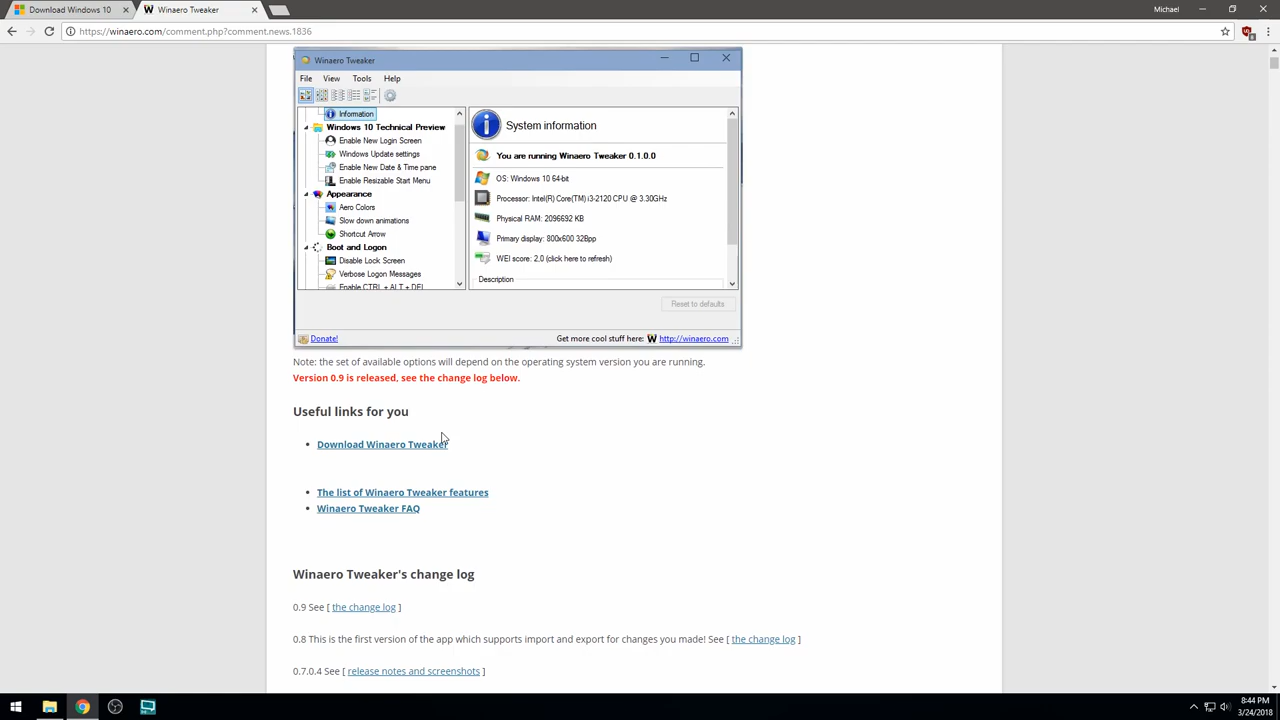 Download Windows 10
Winaero Tweaker
Michael
https://winaero.com/comment.php?comment.news.1836
Winaero Tweaker
File View Tools Help
Information
Windows 10 Technical Preview
Enable New Login Screen
Windows Update settings
Enable New Date & Time pane
Enable Resizable Start Menu
Appearance
Aero Colors
Slow down animations
Shortcut Arrow
Boot and Logon
Disable Lock Screen
Verbose Logon Messages
Enable CTRL + ALT + DEL
System information
You are running Winaero Tweaker 0.1.0.0
OS: Windows 10 64-bit
Processor: Intel(R) Core(TM) i3-2120 CPU @ 3.30GHz
Physical RAM: 2096692 KB
Primary display: 800x600 32Bpp
WEI score: 2,0 (click here to refresh)
Description
Reset to defaults
Donate!
Get more cool stuff here: W http://winaero.com
Note: the set of available options will depend on the operating system version you are running.
Version 0.9 is released, see the change log below.
Useful links for you
Download Winaero Tweaker
The list of Winaero Tweaker features
Winaero Tweaker FAQ
Winaero Tweaker's change log
0.9 See [ the change log ]
0.8 This is the first version of the app which supports import and export for changes you made! See [ the change log ]
0.7.0.4 See [ release notes and screenshots ]
8:44 PM
3/24/2018